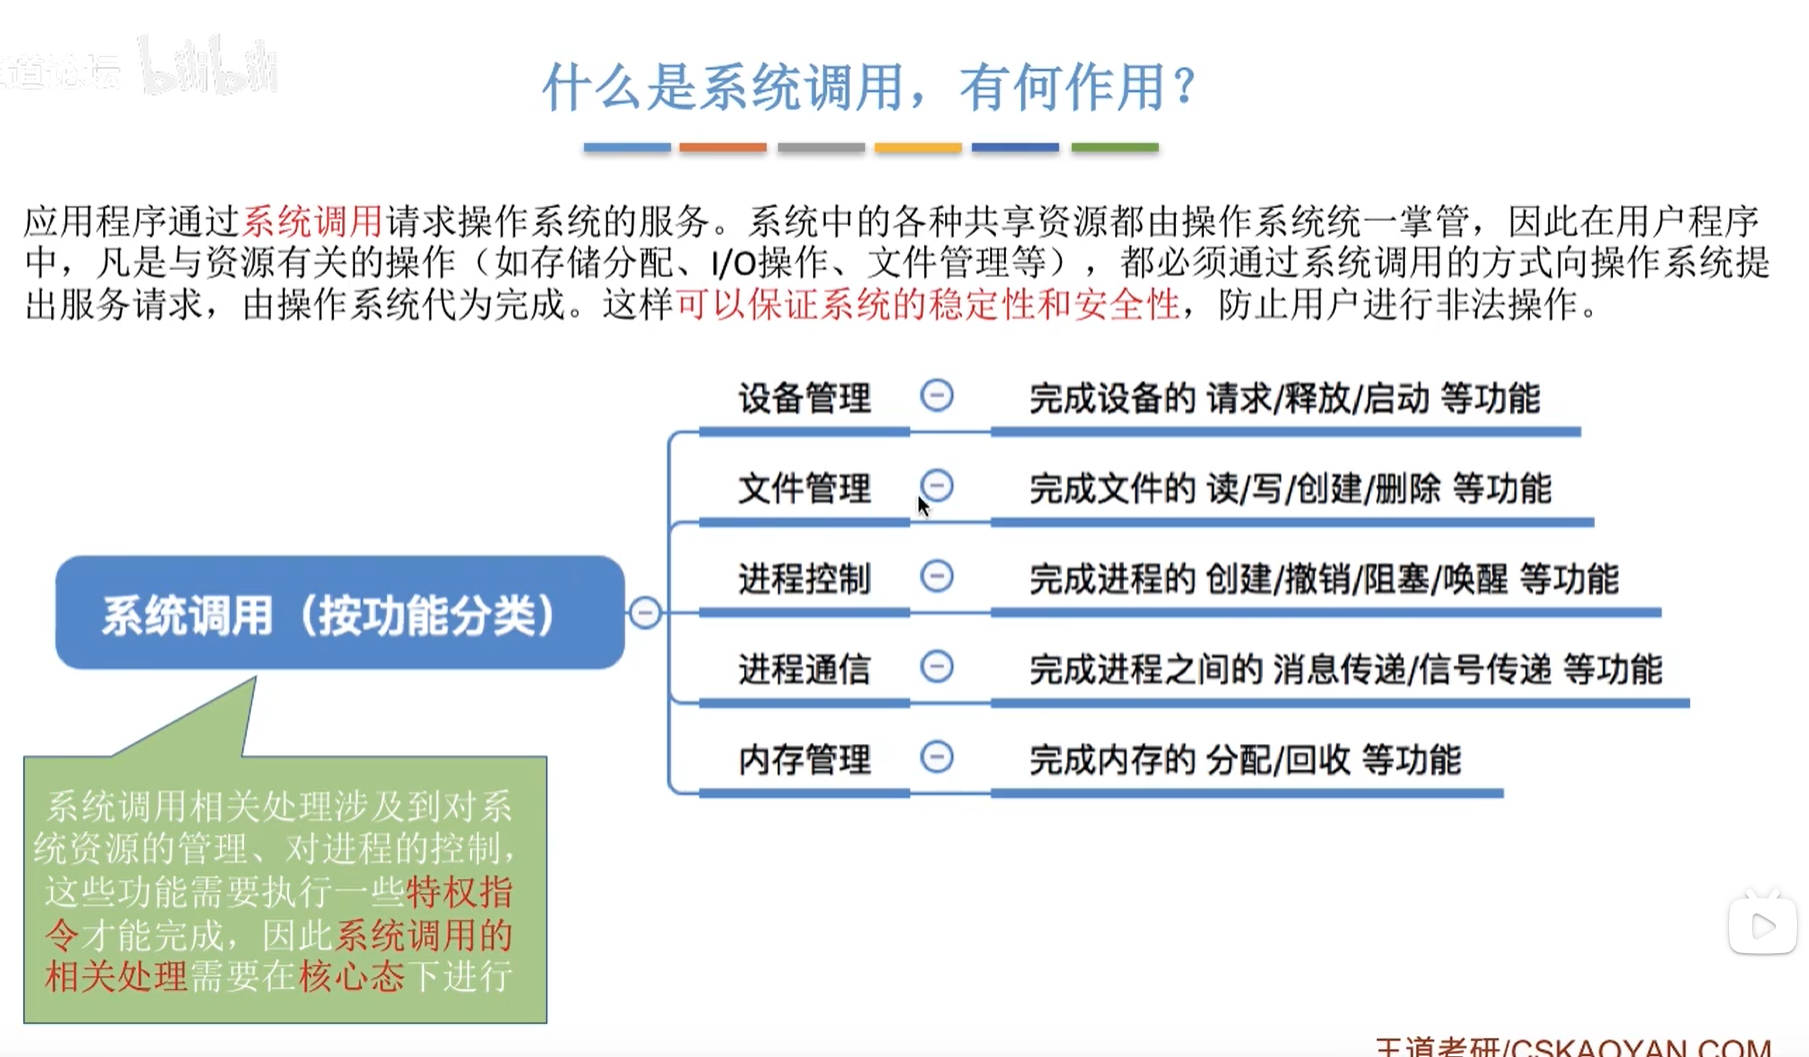 道论坛 bilibili
什么是系统调用，有何作用？
应用程序通过系统调用请求操作系统的服务。系统中的各种共享资源都由操作系统统一掌管，因此在用户程序
中，凡是与资源有关的操作（如存储分配、I/O操作、文件管理等），都必须通过系统调用的方式向操作系统提
出服务请求，由操作系统代为完成。这样可以保证系统的稳定性和安全性，防止用户进行非法操作。
系统调用（按功能分类）
设备管理 完成设备的 请求/释放/启动 等功能
文件管理 完成文件的 读/写/创建/删除 等功能
进程控制 完成进程的 创建/撤销/阻塞/唤醒 等功能
进程通信 完成进程之间的 消息传递/信号传递 等功能
内存管理 完成内存的 分配/回收 等功能
系统调用相关处理涉及到对系
统资源的管理、对进程的控制，
这些功能需要执行一些特权指
令才能完成，因此系统调用的
相关处理需要在核心态下进行
王道考研/CSKAOYAN.COM